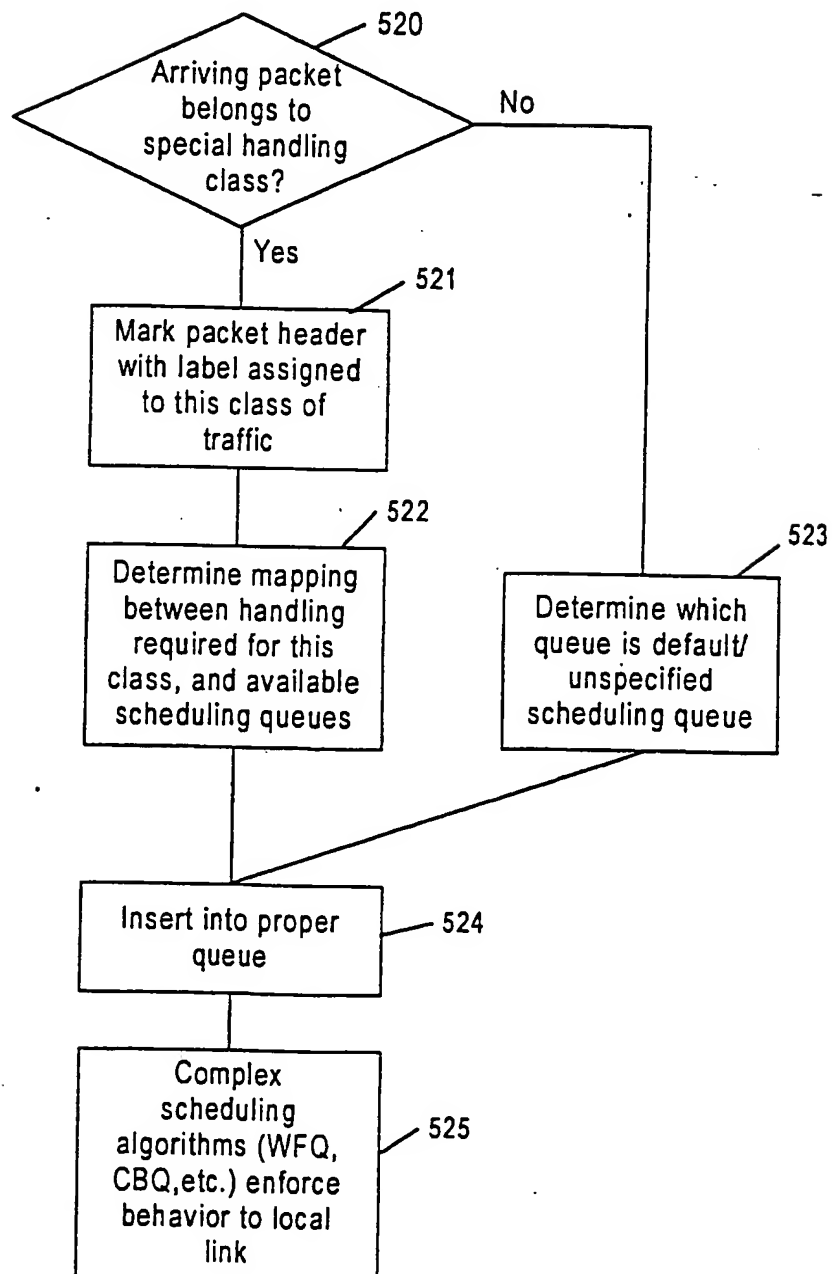 520
Arriving packet
belongs to
special handling
class?
No
Yes
521
Mark packet header
with label assigned
to this class of
traffic
522
Determine mapping
between handling
required for this
class, and available
scheduling queues
523
Determine which
queue is default/
unspecified
scheduling queue
Insert into proper
queue
524
Complex
scheduling
algorithms (WFQ,
CBQ,etc.) enforce
behavior to local
link
525